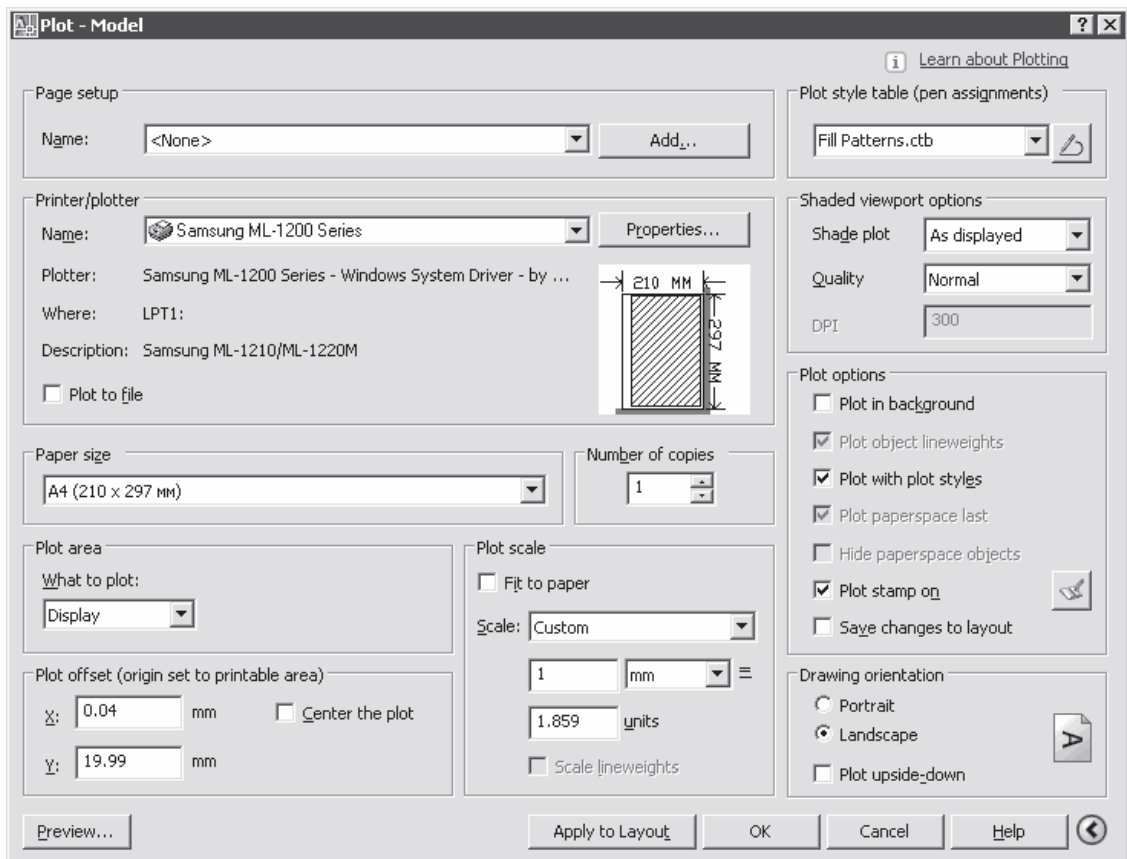 Plot - Model
Learn about Plotting
Page setup
Name:
<None>
Add...
Plot style table (pen assignments)
Fill Patterns.ctb
Printer/plotter
Name:
Samsung ML-1200 Series
Properties...
Plotter:
Samsung ML-1200 Series - Windows System Driver - by ...
Where:
LPT1:
Description:
Samsung ML-1210/ML-1220M
Plot to file
210 MM
297 MM
Shaded viewport options
Shade plot
As displayed
Quality
Normal
DPI
300
Paper size
A4 (210 x 297 мм)
Number of copies
1
Plot options
Plot in background
Plot object lineweights
Plot with plot styles
Plot paperspace last
Hide paperspace objects
Plot stamp on
Save changes to layout
Plot area
What to plot:
Display
Plot scale
Fit to paper
Scale:
Custom
1
mm
=
1.859
units
Scale lineweights
Plot offset (origin set to printable area)
X:
0.04
mm
Center the plot
Y:
19.99
mm
Drawing orientation
Portrait
Landscape
Plot upside-down
A
Preview...
Apply to Layout
OK
Cancel
Help